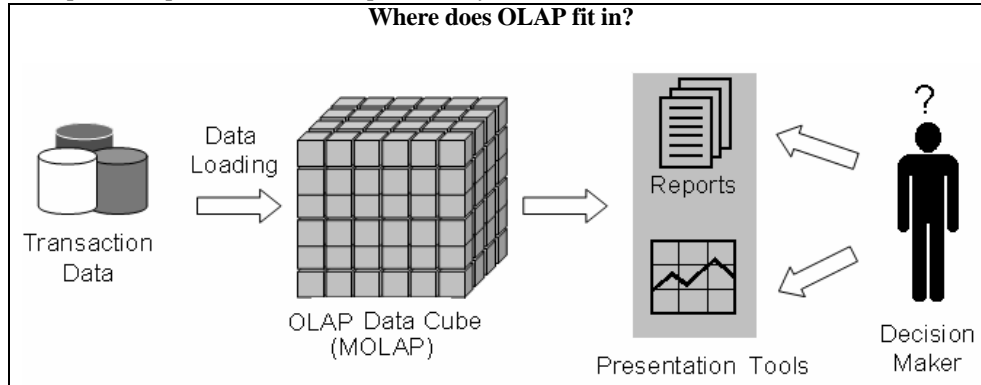 Where does OLAP fit in?
Data
Loading
Transaction
Data
OLAP Data Cube
(MOLAP)
Reports
Presentation Tools
?
Decision
Maker